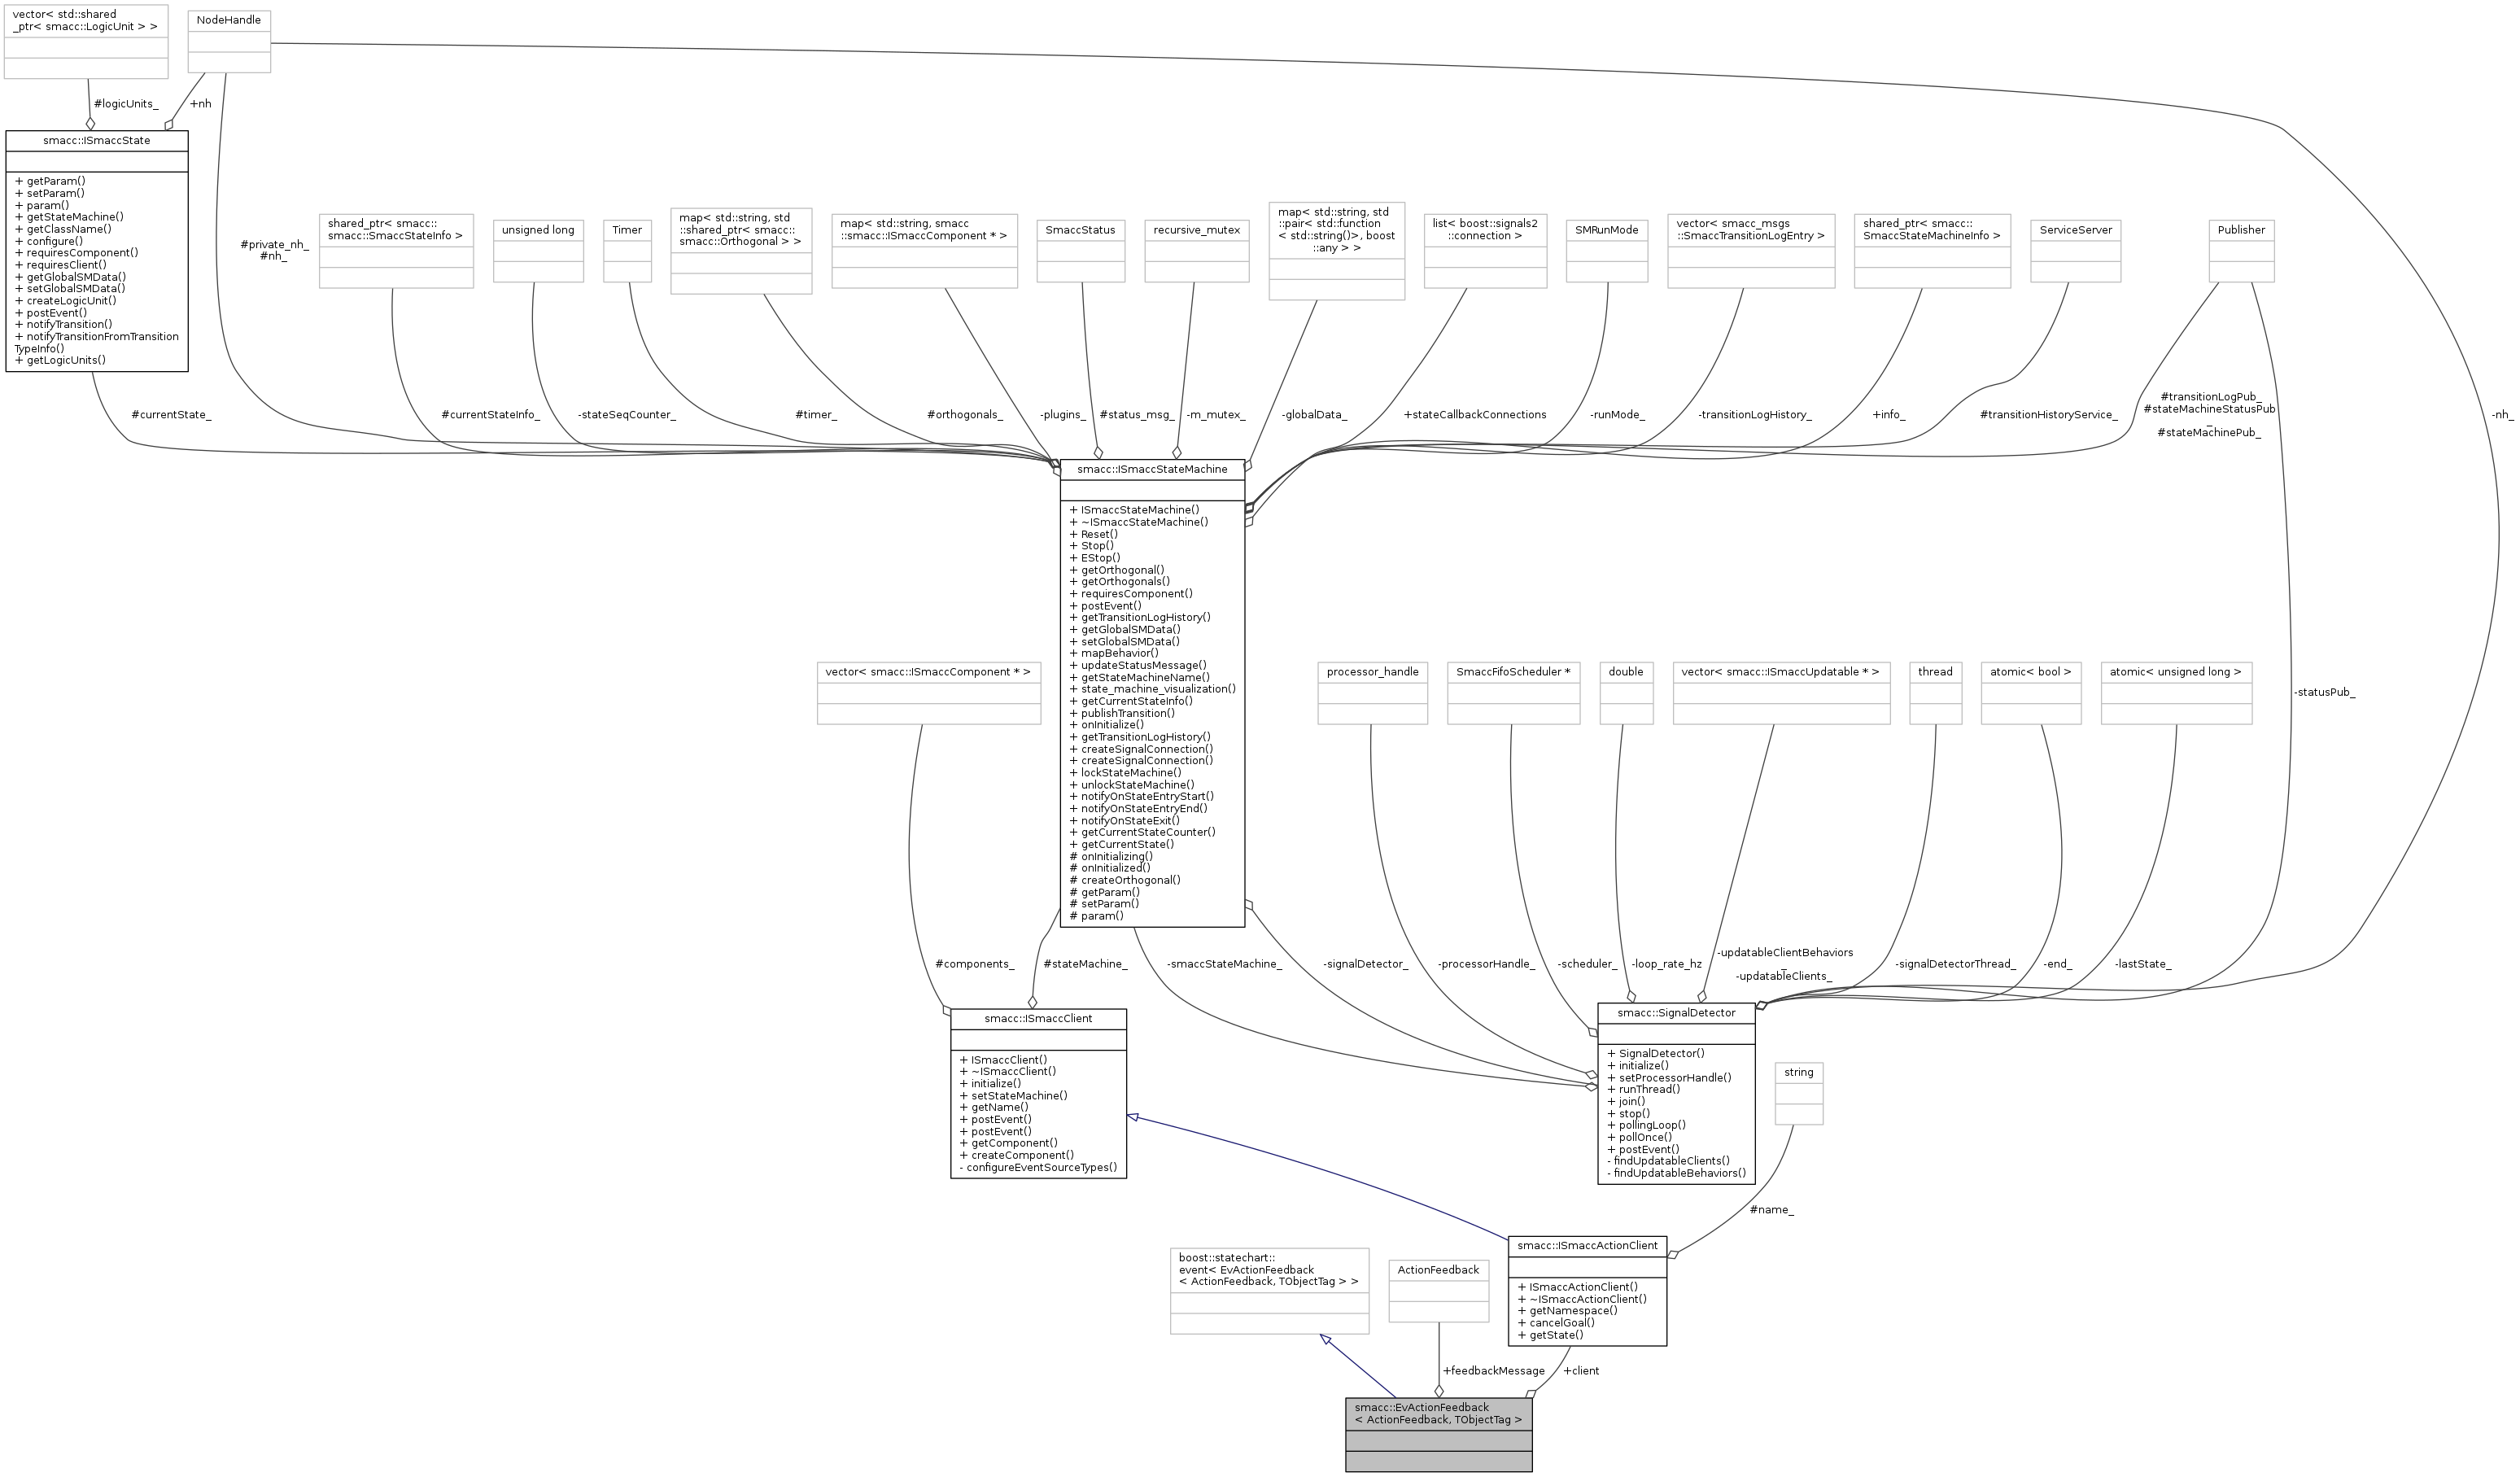 vector< std::shared
_ptr< smacc::LogicUnit > >
NodeHandle
#logicUnits_
+nh
smacc::ISmaccState
+ getParam()
+ setParam()
+ param()
+ getStateMachine()
+ getClassName()
+ configure()
+ requiresComponent()
+ requiresClient()
+ getGlobalSMData()
+ setGlobalSMData()
+ createLogicUnit()
+ postEvent()
+ notifyTransition()
+ notifyTransitionFromTransition
TypeInfo()
+ getLogicUnits()
#private_nh_
#nh_
shared_ptr< smacc::
smacc::SmaccStateInfo >
unsigned long
Timer
map< std::string, std
::shared_ptr< smacc::
smacc::Orthogonal > >
map< std::string, smacc
::smacc::ISmaccComponent * >
SmaccStatus
recursive_mutex
map< std::string, std
::pair< std::function
< std::string()>, boost
::any > >
list< boost::signals2
::connection >
SMRunMode
vector< smacc_msgs
::SmaccTransitionLogEntry >
shared_ptr< smacc::
SmaccStateMachineInfo >
ServiceServer
Publisher
#currentState_
#currentStateInfo_
-stateSeqCounter_
#timer_
#orthogonals_
-plugins_
#status_msg_
-m_mutex_
-globalData_
+stateCallbackConnections
-runMode_
-transitionLogHistory_
+info_
#transitionHistoryService_
#transitionLogPub_
#stateMachineStatusPub
_
#stateMachinePub_
-nh_
smacc::ISmaccStateMachine
+ ISmaccStateMachine()
+ ~ISmaccStateMachine()
+ Reset()
+ Stop()
+ EStop()
+ getOrthogonal()
+ getOrthogonals()
+ requiresComponent()
+ postEvent()
+ getTransitionLogHistory()
+ getGlobalSMData()
+ setGlobalSMData()
+ mapBehavior()
+ updateStatusMessage()
+ getStateMachineName()
+ state_machine_visualization()
+ getCurrentStateInfo()
+ publishTransition()
+ onInitialize()
+ getTransitionLogHistory()
+ createSignalConnection()
+ createSignalConnection()
+ lockStateMachine()
+ unlockStateMachine()
+ notifyOnStateEntryStart()
+ notifyOnStateEntryEnd()
+ notifyOnStateExit()
+ getCurrentStateCounter()
+ getCurrentState()
# onInitializing()
# onInitialized()
# createOrthogonal()
# getParam()
# setParam()
# param()
vector< smacc::ISmaccComponent * >
processor_handle
SmaccFifoScheduler *
double
vector< smacc::ISmaccUpdatable * >
thread
atomic< bool >
atomic< unsigned long >
-statusPub_
#components_
#stateMachine_
-smaccStateMachine_
-signalDetector_
-processorHandle_
-scheduler_
-loop_rate_hz
-updatableClientBehaviors
_
-updatableClients_
-signalDetectorThread_
-end_
-lastState_
smacc::ISmaccClient
+ ISmaccClient()
+ ~ISmaccClient()
+ initialize()
+ setStateMachine()
+ getName()
+ postEvent()
+ postEvent()
+ getComponent()
+ createComponent()
- configureEventSourceTypes()
smacc::SignalDetector
+ SignalDetector()
+ initialize()
+ setProcessorHandle()
+ runThread()
+ join()
+ stop()
+ pollingLoop()
+ pollOnce()
+ postEvent()
- findUpdatableClients()
- findUpdatableBehaviors()
string
#name_
smacc::ISmaccActionClient
+ ISmaccActionClient()
+ ~ISmaccActionClient()
+ getNamespace()
+ cancelGoal()
+ getState()
boost::statechart::
event< EvActionFeedback
< ActionFeedback, TObjectTag > >
ActionFeedback
+feedbackMessage
+client
smacc::EvActionFeedback
< ActionFeedback, TObjectTag >